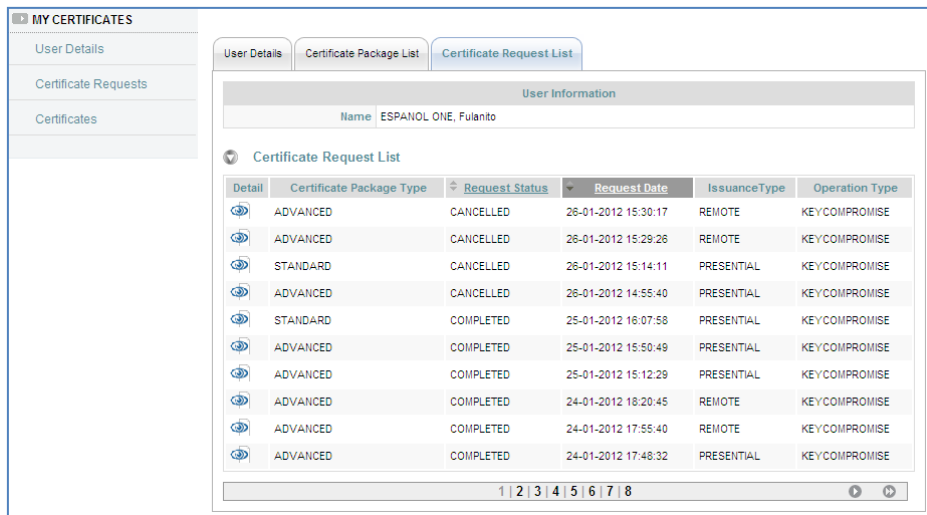 MY CERTIFICATES
User Details
Certificate Requests
Certificates
User Details Certificate Package List Certificate Request List
User Information
Name ESPANOL ONE, Fulanito
Certificate Request List
Detail Certificate Package Type Request Status Request Date IssuanceType Operation Type
ADVANCED CANCELLED 26-01-2012 15:30:17 REMOTE KEYCOMPROMISE
ADVANCED CANCELLED 26-01-2012 15:29:26 REMOTE KEYCOMPROMISE
STANDARD CANCELLED 26-01-2012 15:14:11 PRESENTIAL KEYCOMPROMISE
ADVANCED CANCELLED 26-01-2012 14:55:40 PRESENTIAL KEYCOMPROMISE
STANDARD COMPLETED 25-01-2012 16:07:58 PRESENTIAL KEYCOMPROMISE
ADVANCED COMPLETED 25-01-2012 15:50:49 PRESENTIAL KEYCOMPROMISE
ADVANCED COMPLETED 25-01-2012 15:12:29 PRESENTIAL KEYCOMPROMISE
ADVANCED COMPLETED 24-01-2012 18:20:45 REMOTE KEYCOMPROMISE
ADVANCED COMPLETED 24-01-2012 17:55:40 REMOTE KEYCOMPROMISE
ADVANCED COMPLETED 24-01-2012 17:48:32 PRESENTIAL KEYCOMPROMISE
1 | 2 | 3 | 4 | 5 | 6 | 7 | 8